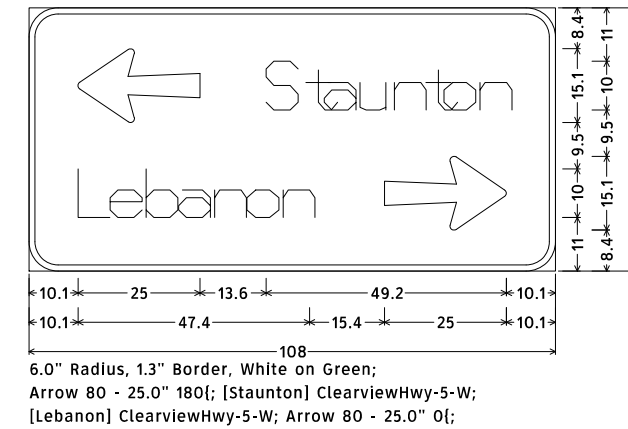 Staunton
Lebanon
8.4
11
15.1
10
9.5
9.5
10
15.1
11
8.4
10.1 25 13.6 49.2 10.1
10.1 47.4 15.4 25 10.1
108
6.0" Radius, 1.3" Border, White on Green;
Arrow 80 - 25.0" 180{; [Staunton] ClearviewHwy-5-W;
[Lebanon] ClearviewHwy-5-W; Arrow 80 - 25.0" 0{;